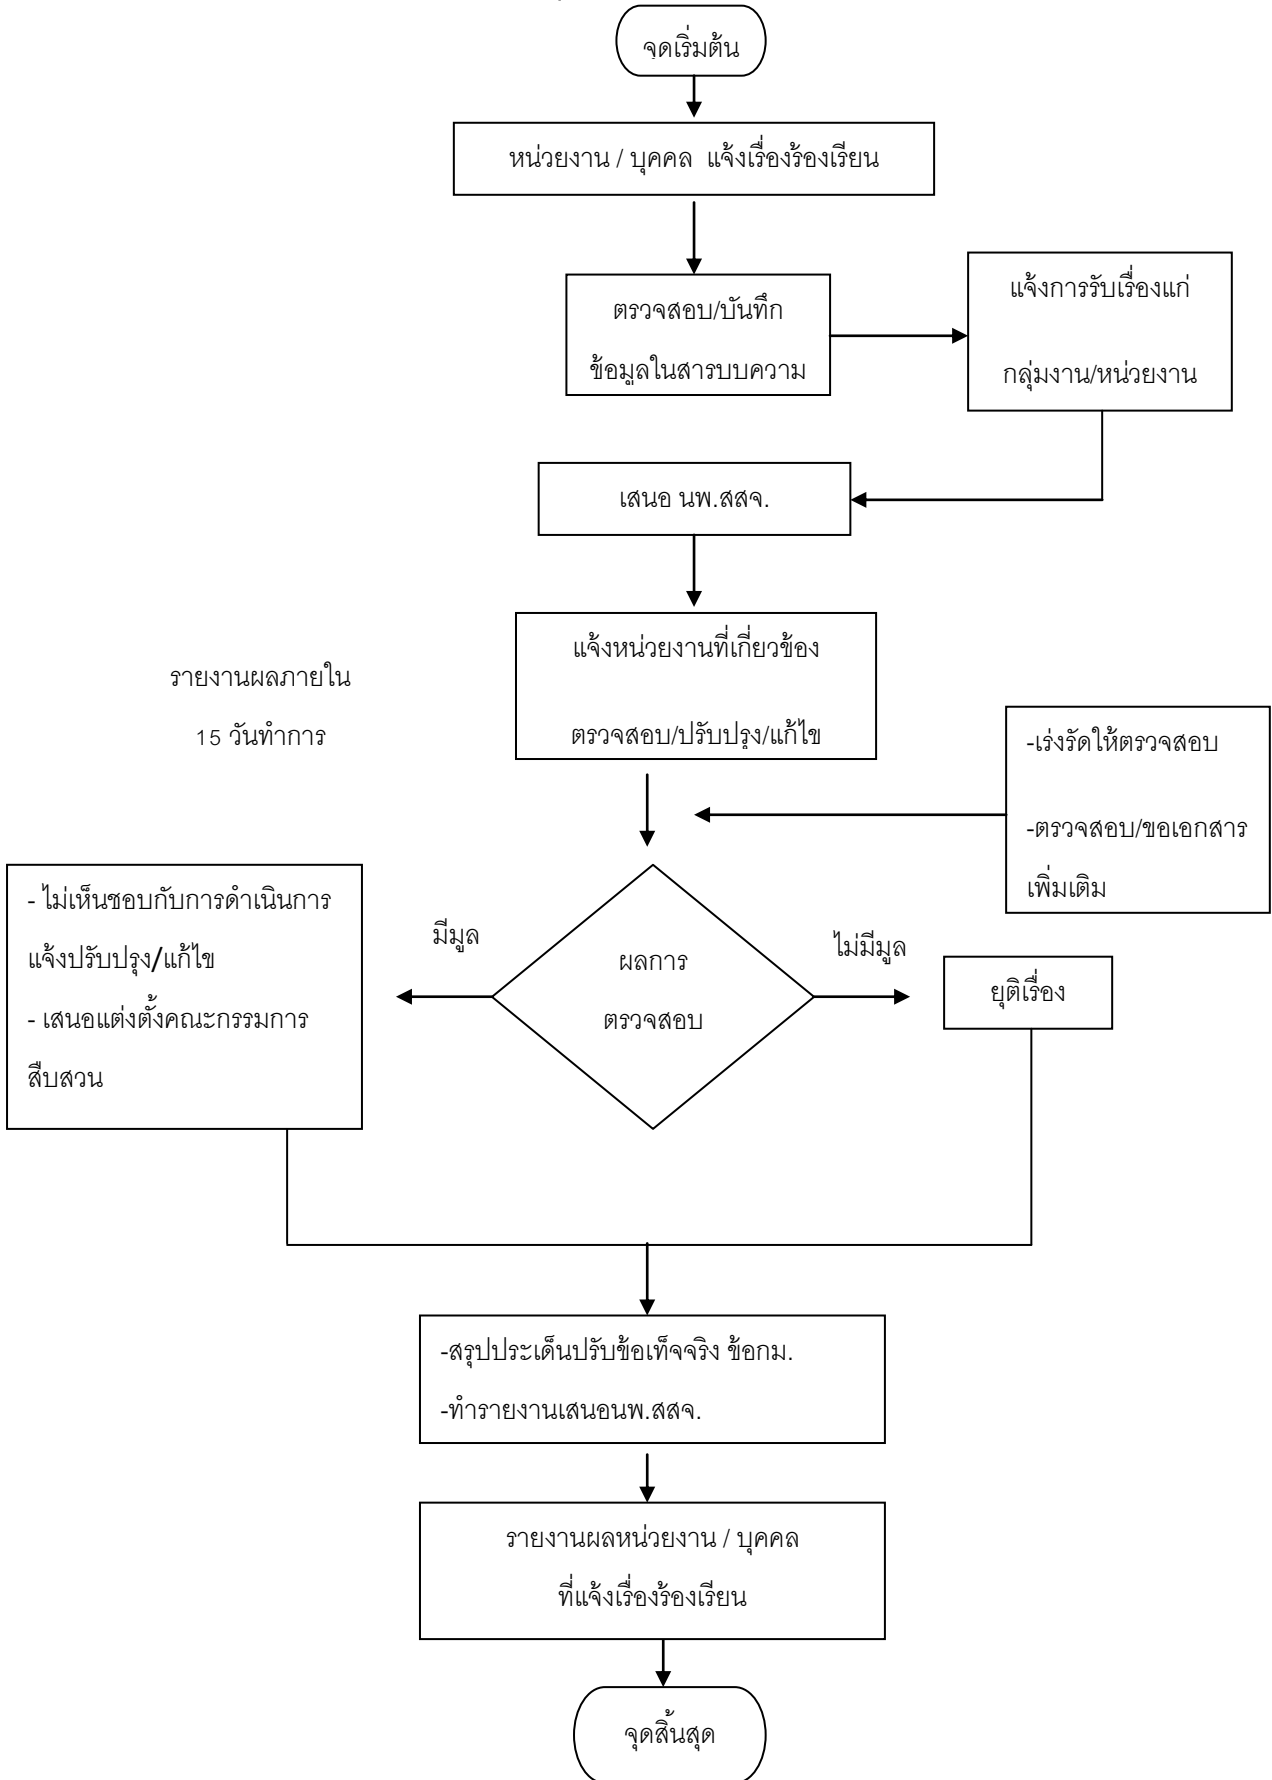 จุดเริ่มต้น
หน่วยงาน / บุคคล แจ้งเรื่องร้องเรียน
ตรวจสอบ/บันทึก
ข้อมูลในสารบบความ
แจ้งการรับเรื่องแก่
กลุ่มงาน/หน่วยงาน
เสนอ นพ.สสจ.
แจ้งหน่วยงานที่เกี่ยวข้อง
ตรวจสอบ/ปรับปรุง/แก้ไข
รายงานผลภายใน
15 วันทำการ
-เร่งรัดให้ตรวจสอบ
-ตรวจสอบ/ขอเอกสาร
เพิ่มเติม
- ไม่เห็นชอบกับการดำเนินการ
แจ้งปรับปรุง/แก้ไข
- เสนอแต่งตั้งคณะกรรมการ
สืบสวน
มีมูล
ผลการ
ตรวจสอบ
ไม่มีมูล
ยุติเรื่อง
-สรุปประเด็นปรับข้อเท็จจริง ข้อกม.
-ทำรายงานเสนอนพ.สสจ.
รายงานผลหน่วยงาน / บุคคล
ที่แจ้งเรื่องร้องเรียน
จุดสิ้นสุด